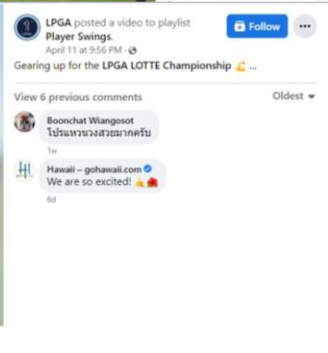 LPGA posted a video to playlist
Player Swings.
April 11 at 9:56 PM ·
Follow
Gearing up for the LPGA LOTTE Championship 💪 ...
View 6 previous comments
Oldest
Boonchat Wiangosot
โปรแหวนวงสวยมากครับ
1w
Hawaii – gohawaii.com
We are so excited! 🤙🌺
6d